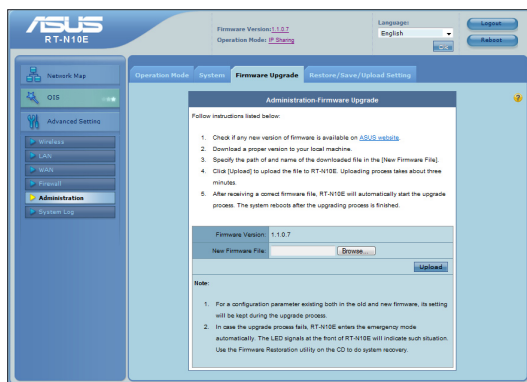 ASUS
RT-N10E
Firmware Version:1.1.0.7
Operation Mode: IP Sharing
Language:
English
Logout
Reboot
Network Map
QIS
Advanced Setting
Wireless
LAN
WAN
Firewall
Administration
System Log
Operation Mode System Firmware Upgrade Restore/Save/Upload Setting
Administration-Firmware Upgrade
Follow instructions listed below:
1. Check if any new version of firmware is available on ASUS website.
2. Download a proper version to your local machine.
3. Specify the path of and name of the downloaded file in the [New Firmware File].
4. Click [Upload] to upload the file to RT-N10E. Uploading process takes about three
minutes.
5. After receiving a correct firmware file, RT-N10E will automatically start the upgrade
process. The system reboots after the upgrading process is finished.
Firmware Version: 1.1.0.7
New Firmware File: Browse...
Upload
Note:
1. For a configuration parameter existing both in the old and new firmware, its setting
will be kept during the upgrade process.
2. In case the upgrade process fails, RT-N10E enters the emergency mode
automatically. The LED signals at the front of RT-N10E will indicate such situation.
Use the Firmware Restoration utility on the CD to do system recovery.